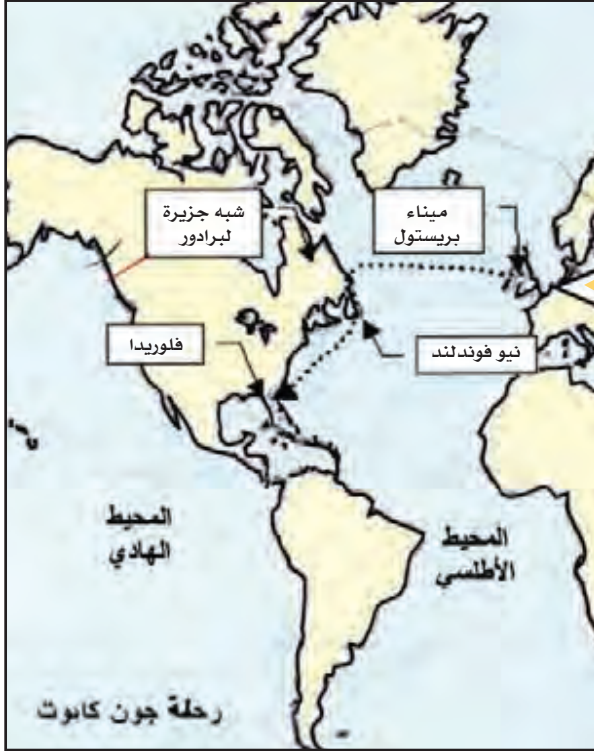 شبه جزيرة
لبرادور
ميناء
بريستول
فلوريدا
نيو فوندلند
المحيط
الهادي
المحيط
الأطلسي
رحلة جون كابوت